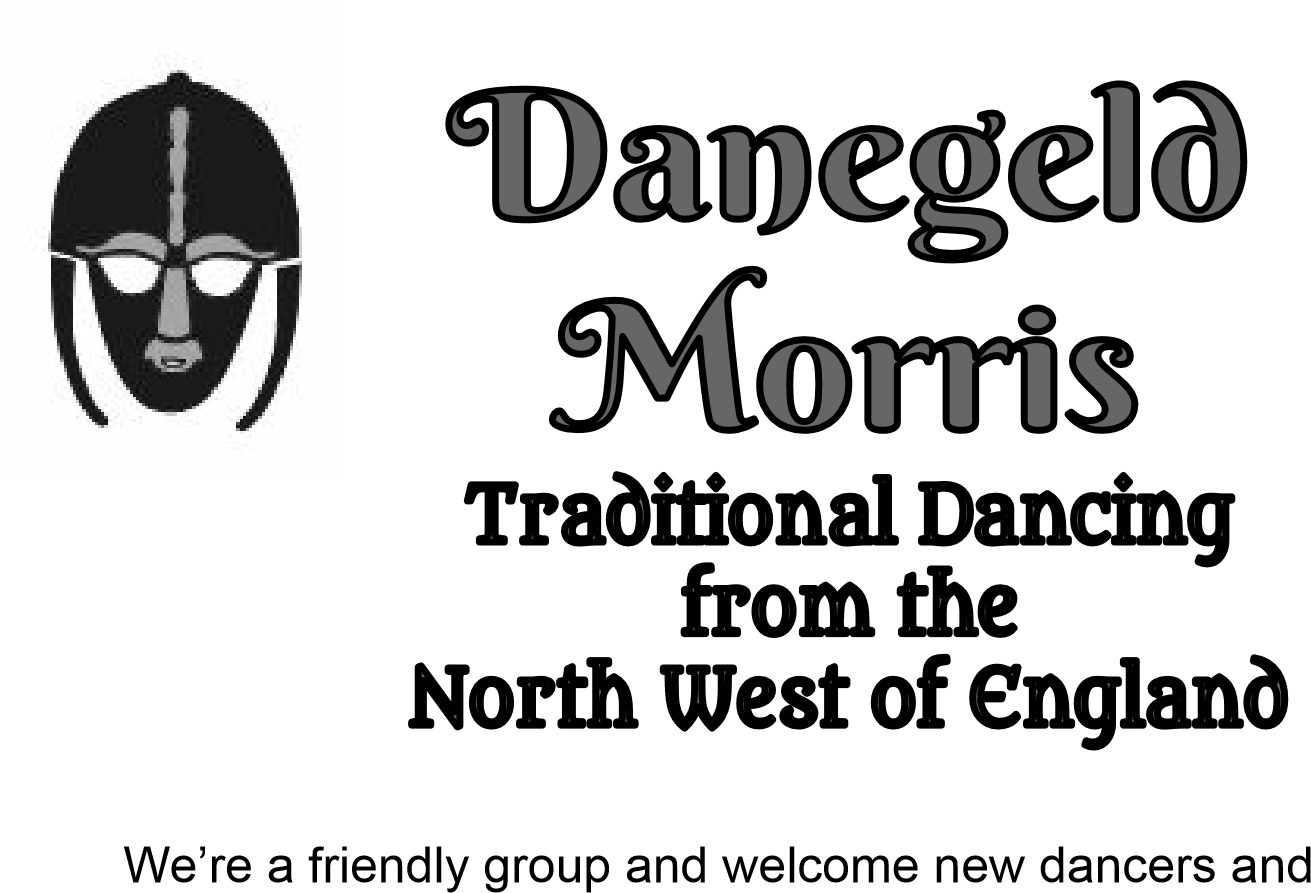 Danegeld
Morris
Traditional Dancing
from the
North West of England
We’re a friendly group and welcome new dancers and